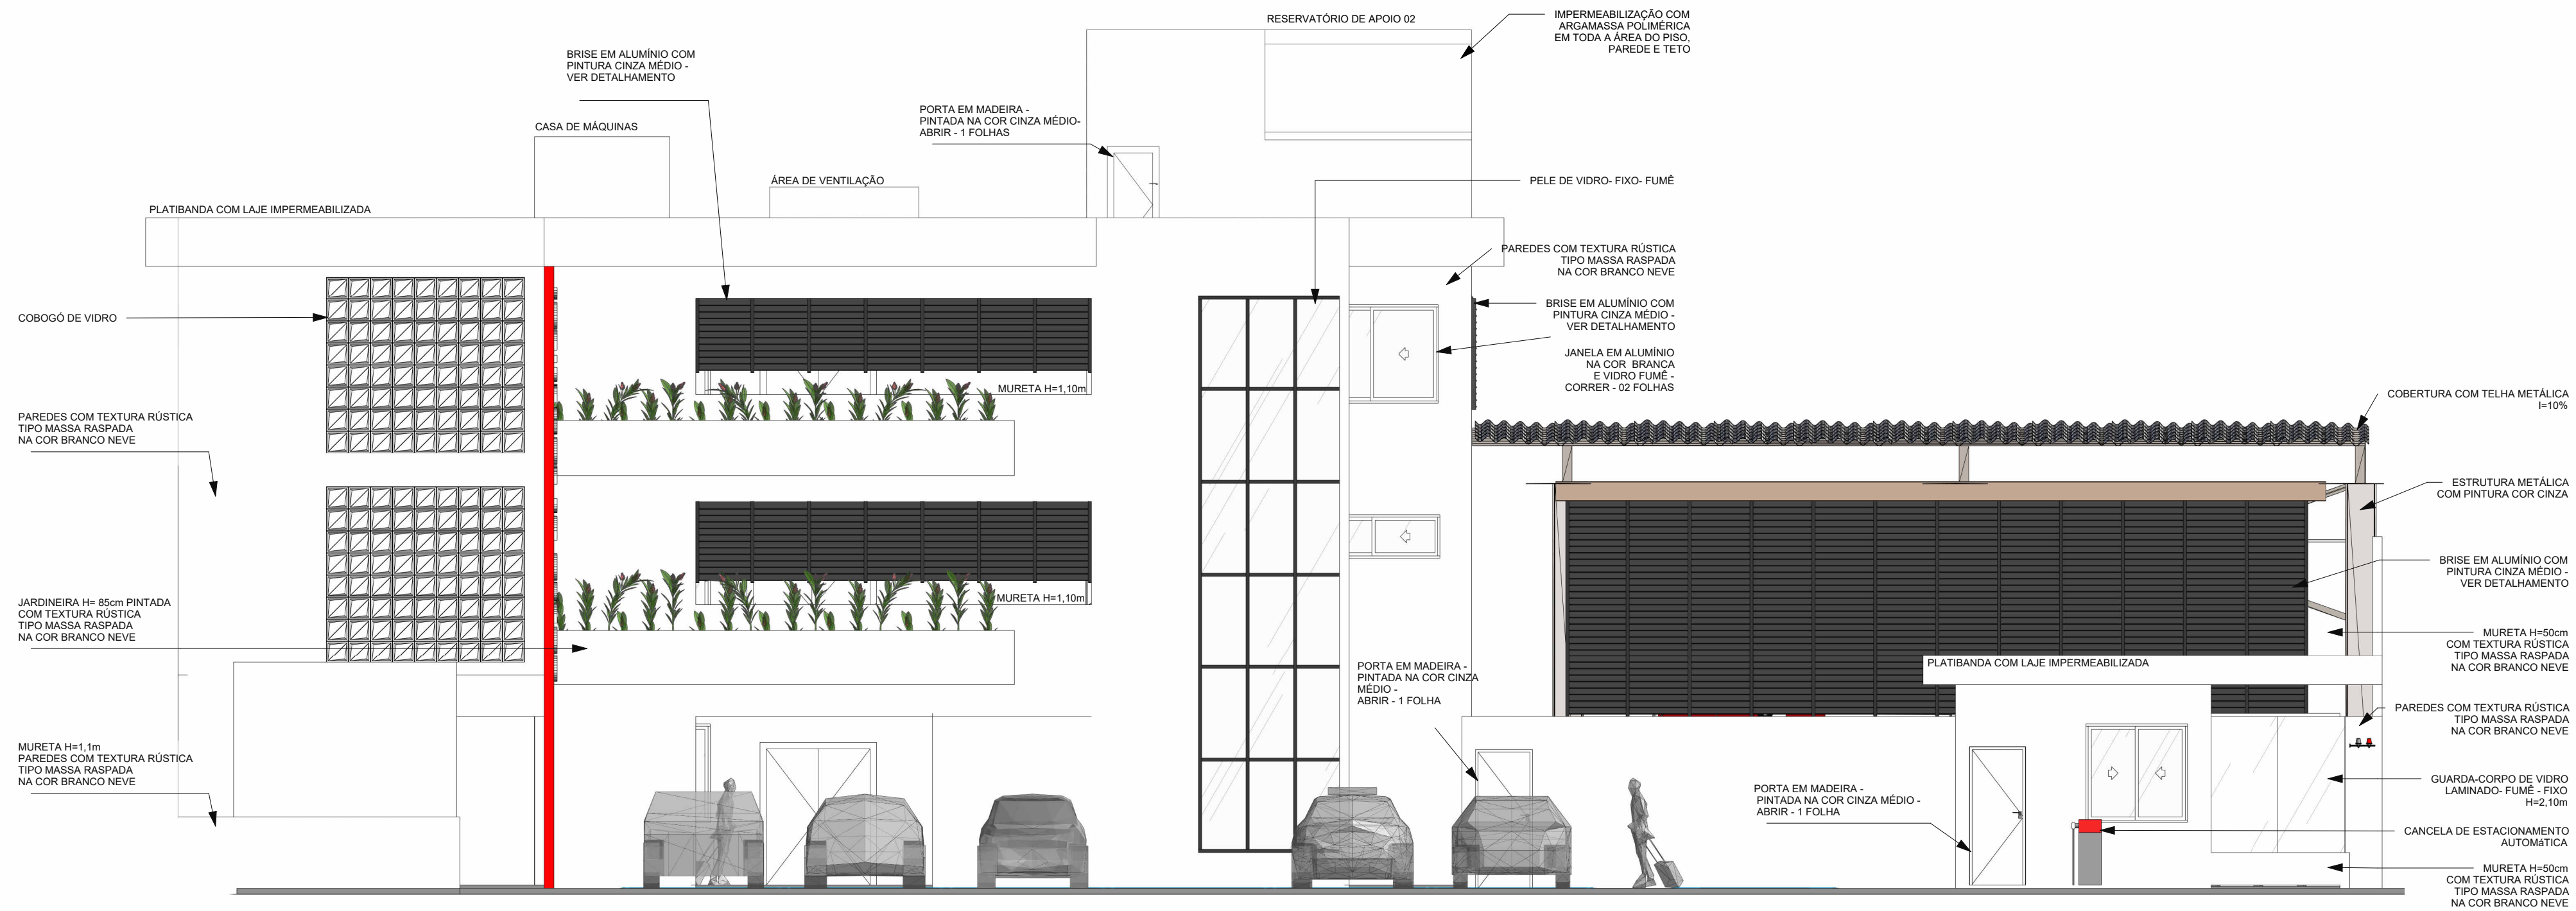 RESERVATÓRIO DE APOIO 02
IMPERMEABILIZAÇÃO COM
ARGAMASSA POLIMÉRICA
EM TODA A ÁREA DO PISO,
PAREDE E TETO
BRISE EM ALUMÍNIO COM
PINTURA CINZA MÉDIO -
VER DETALHAMENTO
PORTA EM MADEIRA -
PINTADA NA COR CINZA MÉDIO-
ABRIR - 1 FOLHAS
CASA DE MÁQUINAS
ÁREA DE VENTILAÇÃO
PELE DE VIDRO- FIXO- FUMÊ
PLATIBANDA COM LAJE IMPERMEABILIZADA
PAREDES COM TEXTURA RÚSTICA
TIPO MASSA RASPADA
NA COR BRANCO NEVE
BRISE EM ALUMÍNIO COM
PINTURA CINZA MÉDIO -
VER DETALHAMENTO
COBOGÓ DE VIDRO
JANELA EM ALUMÍNIO
NA COR BRANCA
E VIDRO FUMÊ -
CORRER - 02 FOLHAS
MURETA H=1,10m
COBERTURA COM TELHA METÁLICA
I=10%
PAREDES COM TEXTURA RÚSTICA
TIPO MASSA RASPADA
NA COR BRANCO NEVE
ESTRUTURA METÁLICA
COM PINTURA COR CINZA
BRISE EM ALUMÍNIO COM
PINTURA CINZA MÉDIO -
VER DETALHAMENTO
MURETA H=1,10m
JARDINEIRA H= 85cm PINTADA
COM TEXTURA RÚSTICA
TIPO MASSA RASPADA
NA COR BRANCO NEVE
MURETA H=50cm
COM TEXTURA RÚSTICA
TIPO MASSA RASPADA
NA COR BRANCO NEVE
PLATIBANDA COM LAJE IMPERMEABILIZADA
PORTA EM MADEIRA -
PINTADA NA COR CINZA
MÉDIO -
ABRIR - 1 FOLHA
PAREDES COM TEXTURA RÚSTICA
TIPO MASSA RASPADA
NA COR BRANCO NEVE
MURETA H=1,1m
PAREDES COM TEXTURA RÚSTICA
TIPO MASSA RASPADA
NA COR BRANCO NEVE
GUARDA-CORPO DE VIDRO
LAMINADO- FUMÊ - FIXO
H=2,10m
PORTA EM MADEIRA -
PINTADA NA COR CINZA MÉDIO -
ABRIR - 1 FOLHA
CANCELA DE ESTACIONAMENTO
AUTOMáTICA
MURETA H=50cm
COM TEXTURA RÚSTICA
TIPO MASSA RASPADA
NA COR BRANCO NEVE